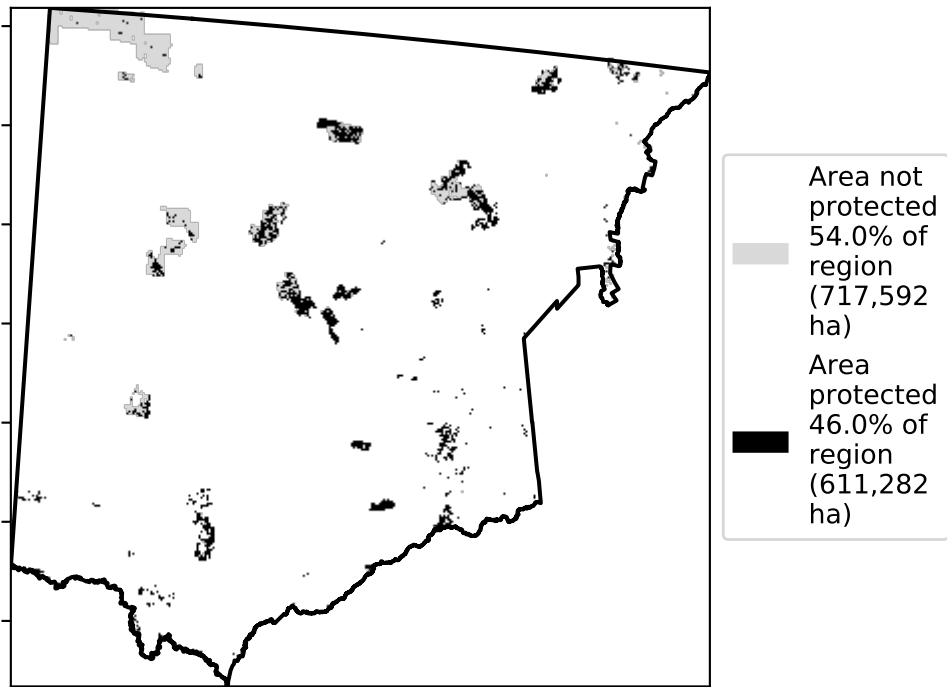 Area not
protected
54.0% of
region
(717,592
ha)
Area
protected
46.0% of
region
(611,282
ha)